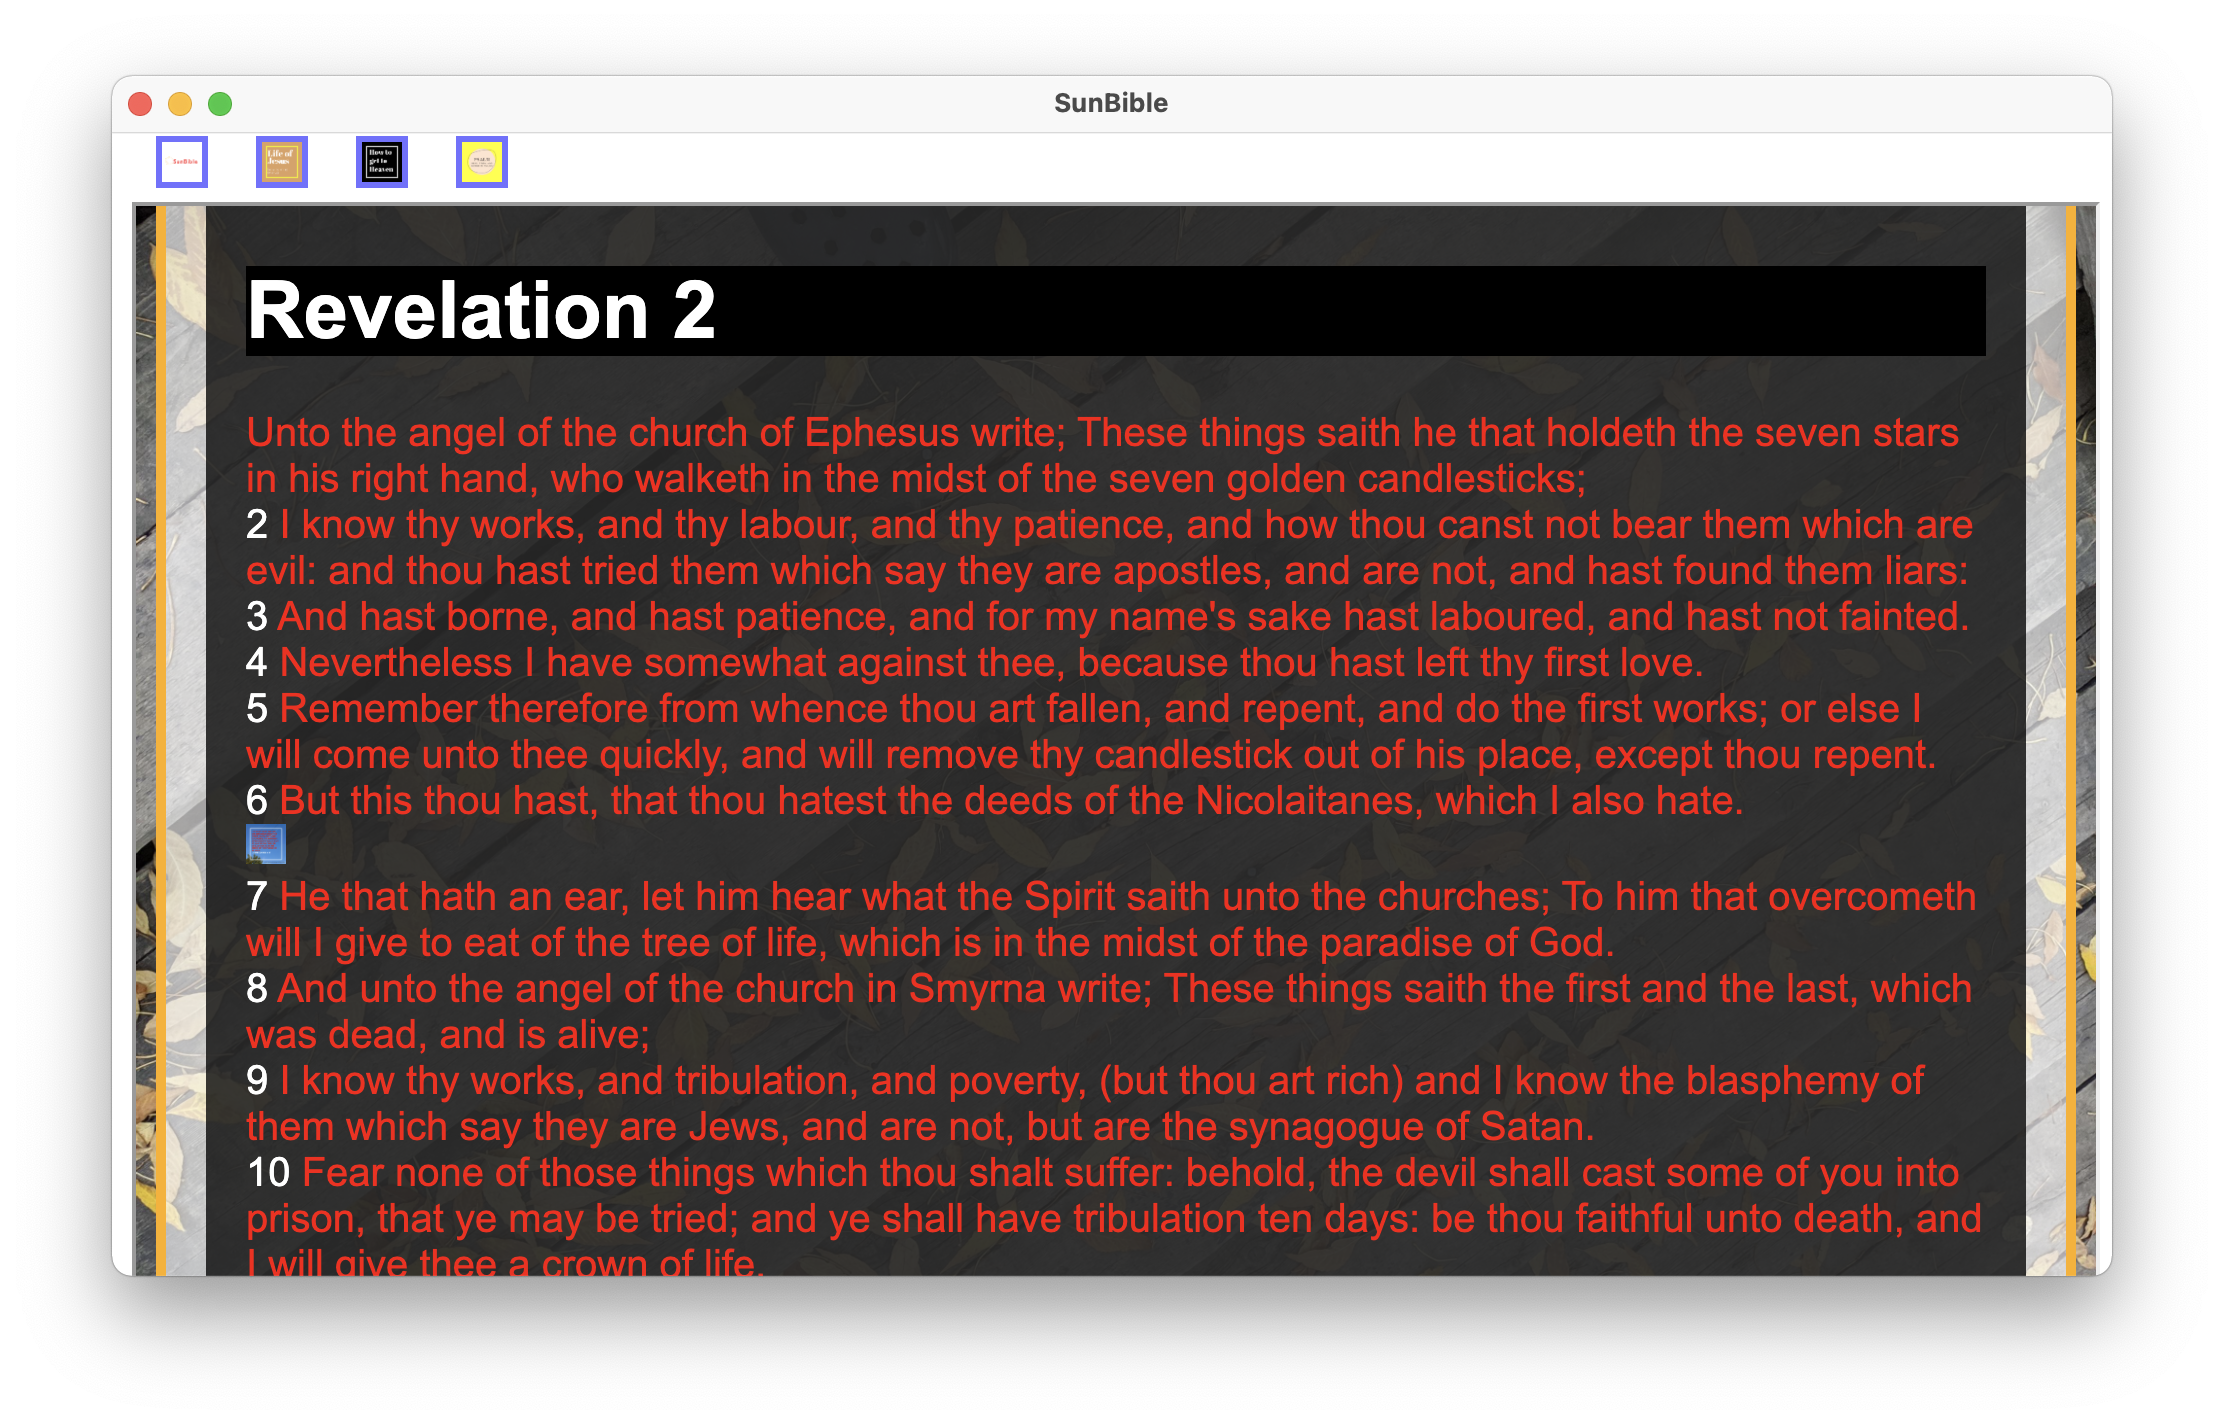 SunBible
SunBible
Life of
Jesus
How to
get to
Heaven
Revelation 2
Unto the angel of the church of Ephesus write; These things saith he that holdeth the seven stars
in his right hand, who walketh in the midst of the seven golden candlesticks;
2 I know thy works, and thy labour, and thy patience, and how thou canst not bear them which are
evil: and thou hast tried them which say they are apostles, and are not, and hast found them liars:
3 And hast borne, and hast patience, and for my name's sake hast laboured, and hast not fainted.
4 Nevertheless I have somewhat against thee, because thou hast left thy first love.
5 Remember therefore from whence thou art fallen, and repent, and do the first works; or else I
will come unto thee quickly, and will remove thy candlestick out of his place, except thou repent.
6 But this thou hast, that thou hatest the deeds of the Nicolaitanes, which I also hate.
7 He that hath an ear, let him hear what the Spirit saith unto the churches; To him that overcometh
will I give to eat of the tree of life, which is in the midst of the paradise of God.
8 And unto the angel of the church in Smyrna write; These things saith the first and the last, which
was dead, and is alive;
9 I know thy works, and tribulation, and poverty, (but thou art rich) and I know the blasphemy of
them which say they are Jews, and are not, but are the synagogue of Satan.
10 Fear none of those things which thou shalt suffer: behold, the devil shall cast some of you into
prison, that ye may be tried; and ye shall have tribulation ten days: be thou faithful unto death, and
I will give thee a crown of life.